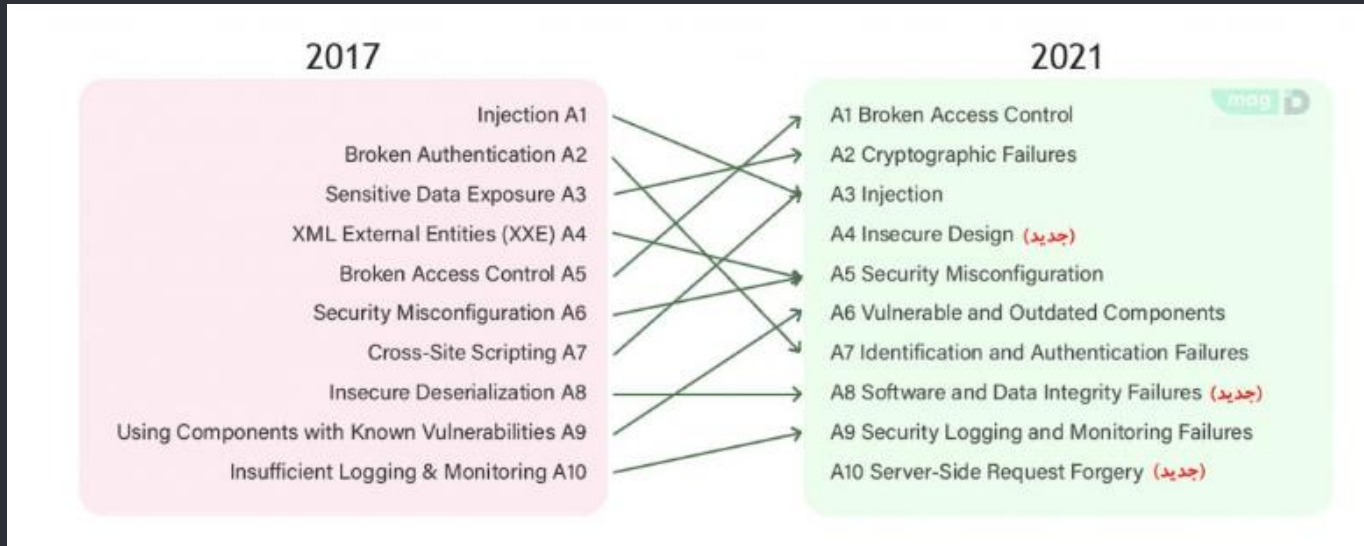 2017
Injection A1
Broken Authentication A2
Sensitive Data Exposure A3
XML External Entities (XXE) A4
Broken Access Control A5
Security Misconfiguration A6
Cross-Site Scripting A7
Insecure Deserialization A8
Using Components with Known Vulnerabilities A9
Insufficient Logging & Monitoring A10
2021
mag D
A1 Broken Access Control
A2 Cryptographic Failures
A3 Injection
A4 Insecure Design (جدید)
A5 Security Misconfiguration
A6 Vulnerable and Outdated Components
A7 Identification and Authentication Failures
A8 Software and Data Integrity Failures (جدید)
A9 Security Logging and Monitoring Failures
A10 Server-Side Request Forgery (جدید)